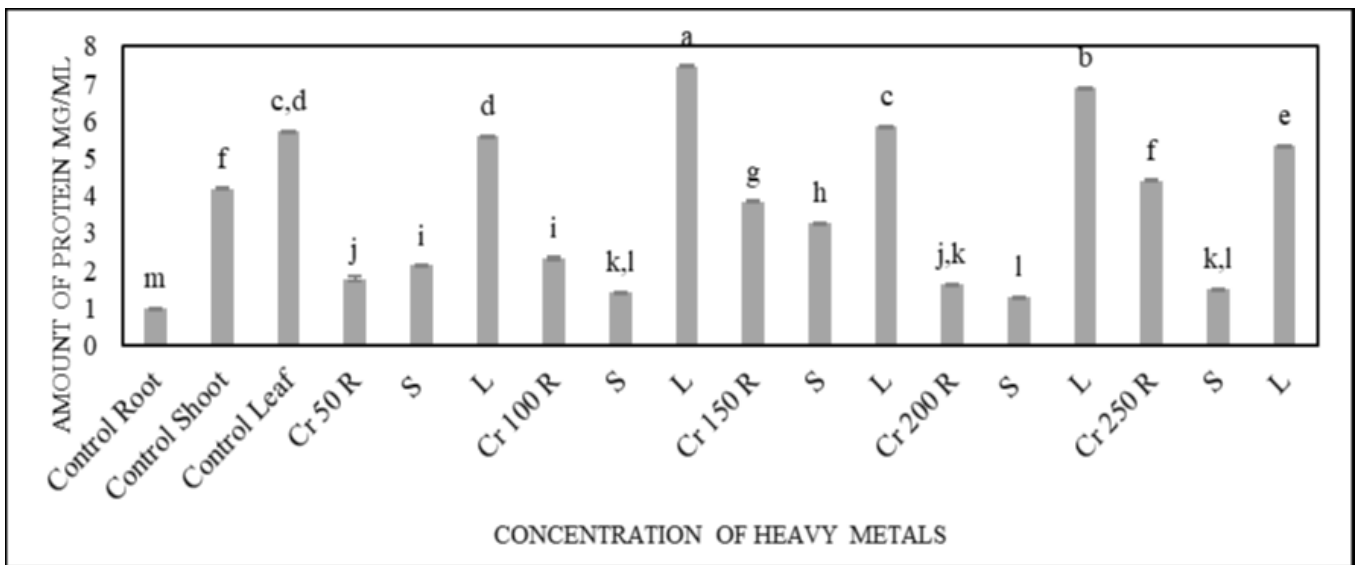 AMOUNT OF PROTEIN MG/ML
8
7
6
5
4
3
2
1
0
m
f
c,d
j
i
d
i
k,l
a
g
h
c
j,k
l
b
f
k,l
e
Control Root
Control Shoot
Control Leaf
Cr 50 R
S
L
Cr 100 R
S
L
Cr 150 R
S
L
Cr 200 R
S
L
Cr 250 R
S
L
CONCENTRATION OF HEAVY METALS